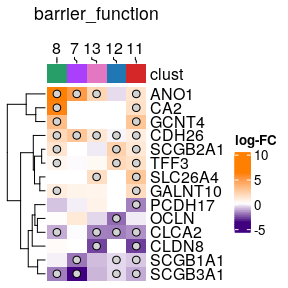 barrier_function
8 7 13 12 11
clust
ANO1
CA2
GCNT4
CDH26
SCGB2A1
TFF3
SLC26A4
GALNT10
PCDH17
OCLN
CLCA2
CLDN8
SCGB1A1
SCGB3A1
log-FC
10
5
0
-5